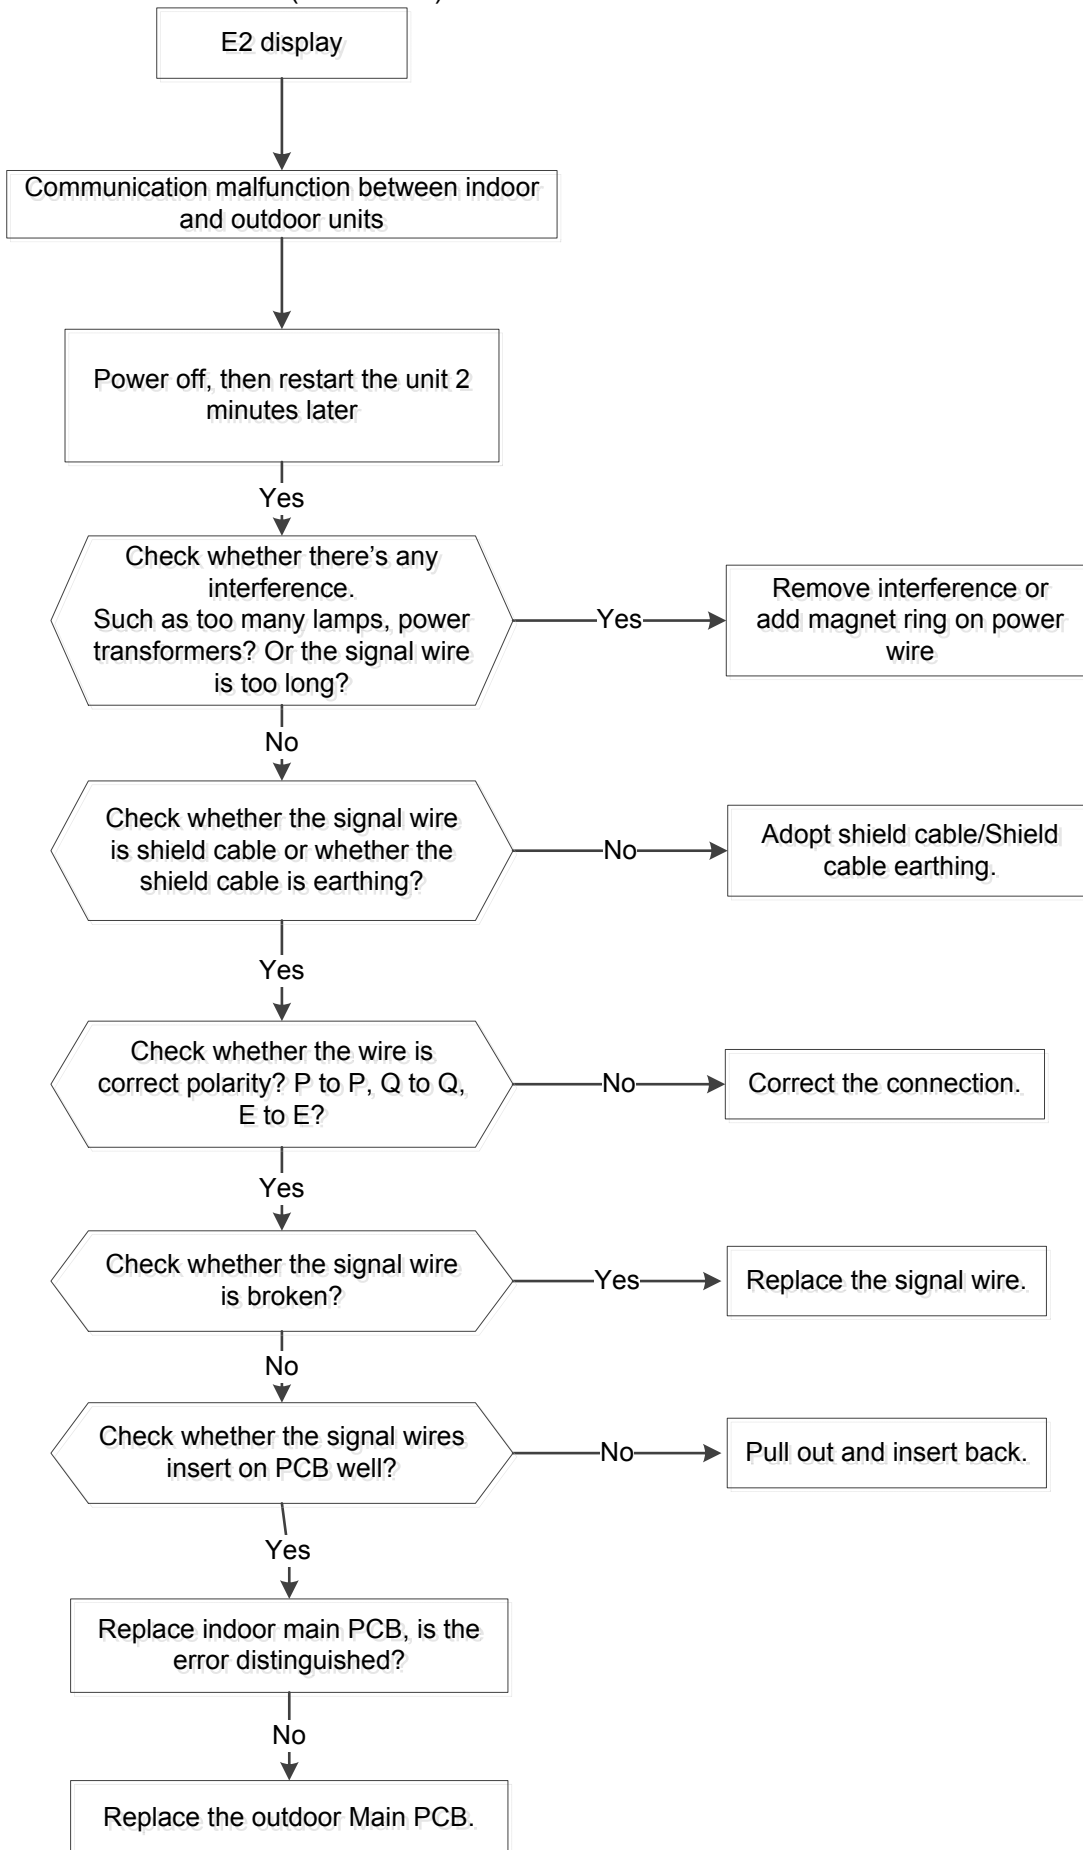 E2 display
Communication malfunction between indoor
and outdoor units
Power off, then restart the unit 2
minutes later
Yes
Check whether there's any
interference.
Such as too many lamps, power
transformers? Or the signal wire
is too long?
Yes
Remove interference or
add magnet ring on power
wire
No
Check whether the signal wire
is shield cable or whether the
shield cable is earthing?
No
Adopt shield cable/Shield
cable earthing.
Yes
Check whether the wire is
correct polarity? P to P, Q to Q,
E to E?
No
Correct the connection.
Yes
Check whether the signal wire
is broken?
Yes
Replace the signal wire.
No
Check whether the signal wires
insert on PCB well?
No
Pull out and insert back.
Yes
Replace indoor main PCB, is the
error distinguished?
No
Replace the outdoor Main PCB.